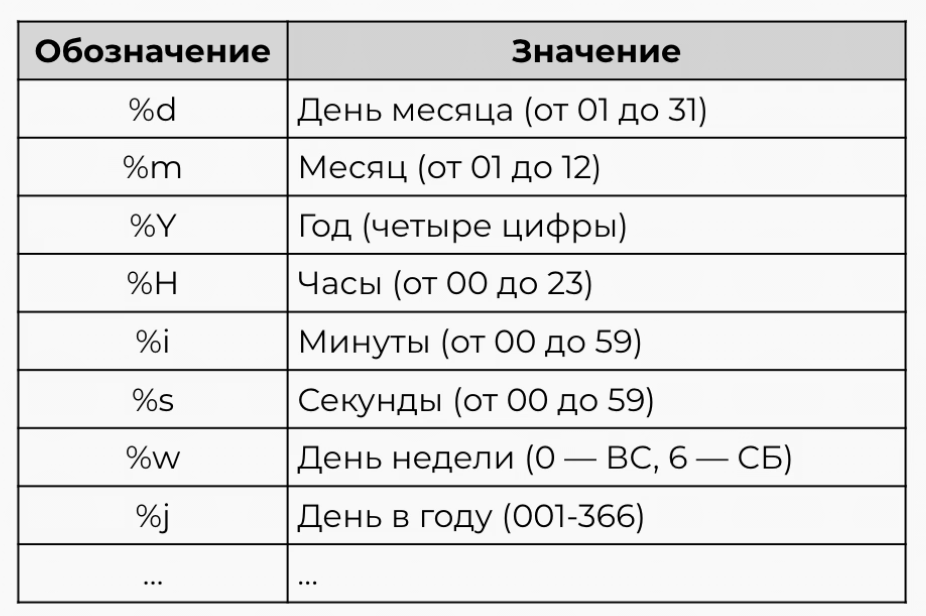 Обозначение Значение
%d День месяца (от 01 до 31)
%m Месяц (от 01 до 12)
%Y Год (четыре цифры)
%H Часы (от 00 до 23)
%i Минуты (от 00 до 59)
%s Секунды (от 00 до 59)
%w День недели (0 — ВС, 6 — СБ)
%j День в году (001-366)
... ...